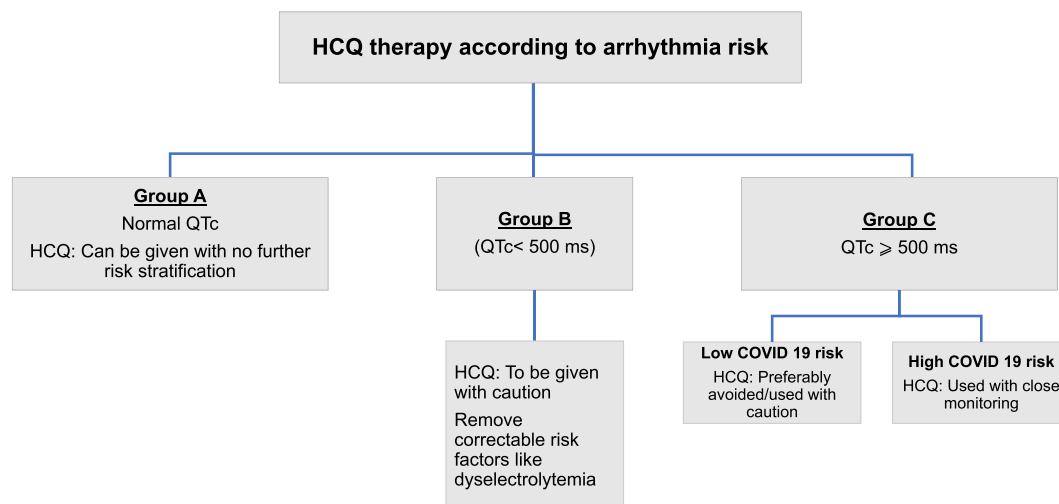 HCQ therapy according to arrhythmia risk
Group A
Normal QTc
HCQ: Can be given with no further
risk stratification
Group B
(QTc< 500 ms)
Group C
QTc ⩾ 500 ms
HCQ: To be given
with caution
Remove
correctable risk
factors like
dyselectrolytemia
Low COVID 19 risk
HCQ: Preferably
avoided/used with
caution
High COVID 19 risk
HCQ: Used with close
monitoring